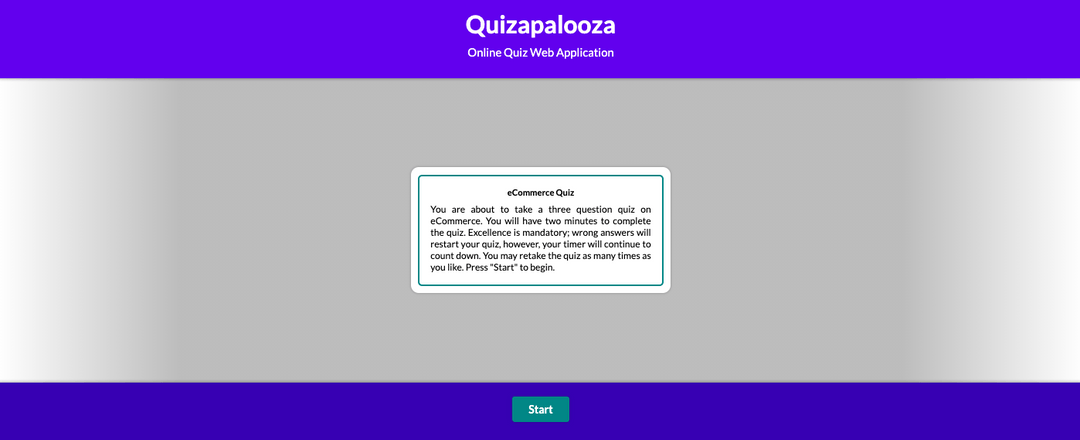 Quizapalooza
Online Quiz Web Application
eCommerce Quiz
You are about to take a three question quiz on
eCommerce. You will have two minutes to complete
the quiz. Excellence is mandatory; wrong answers will
restart your quiz, however, your timer will continue to
count down. You may retake the quiz as many times as
you like. Press "Start" to begin.
Start